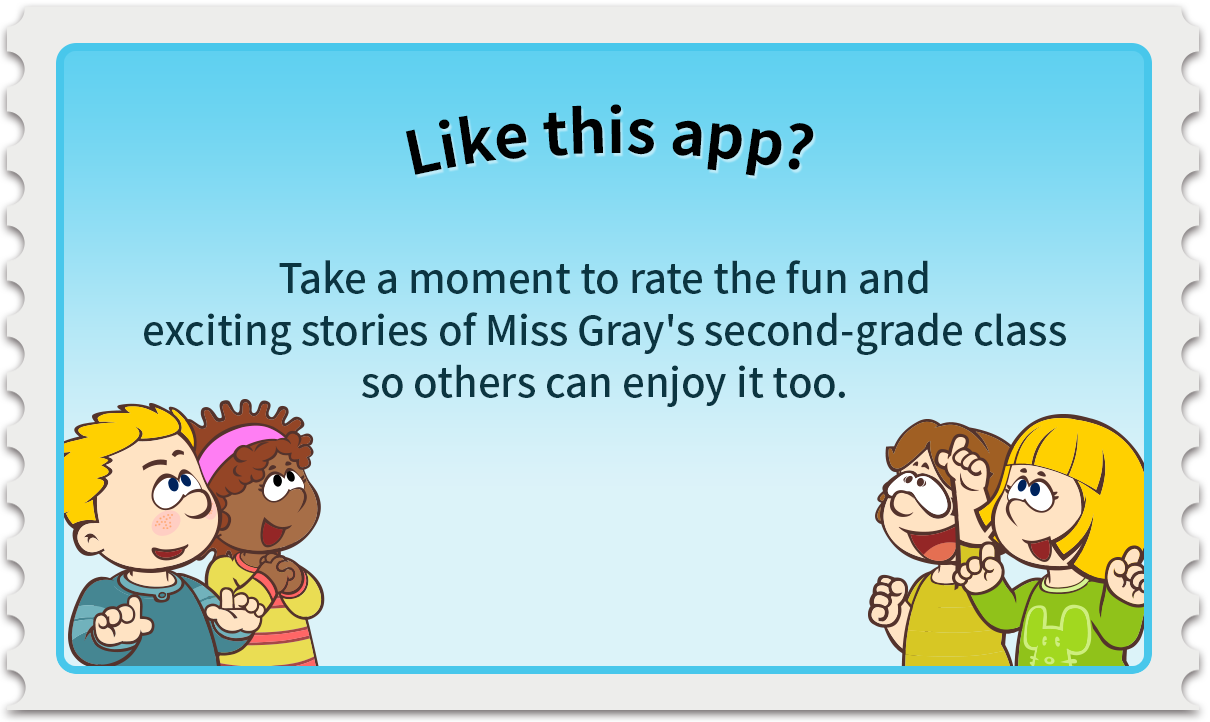 Like this app?
Take a moment to rate the fun and
exciting stories of Miss Gray's second-grade class
so others can enjoy it too.